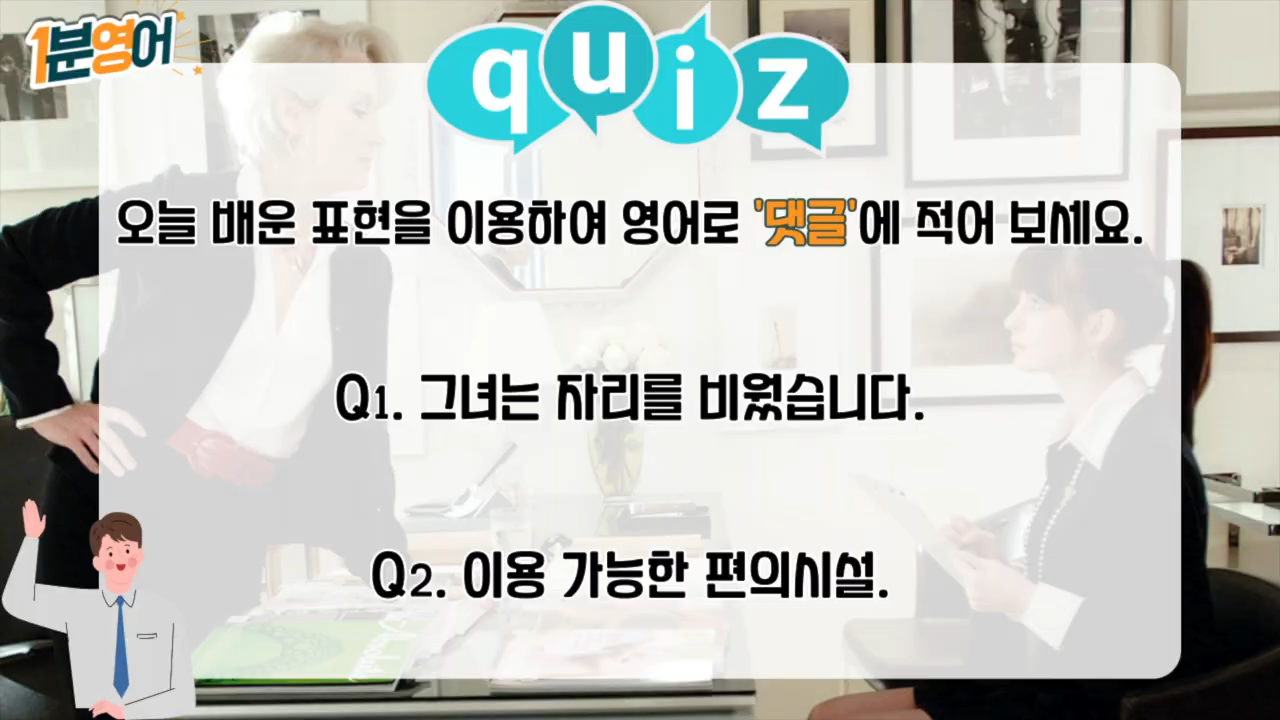 1분영어
quiz
오늘 배운 표현을 이용하여 영어로 '댓글'에 적어 보세요.
Q1. 그녀는 자리를 비웠습니다.
Q2. 이용 가능한 편의시설.